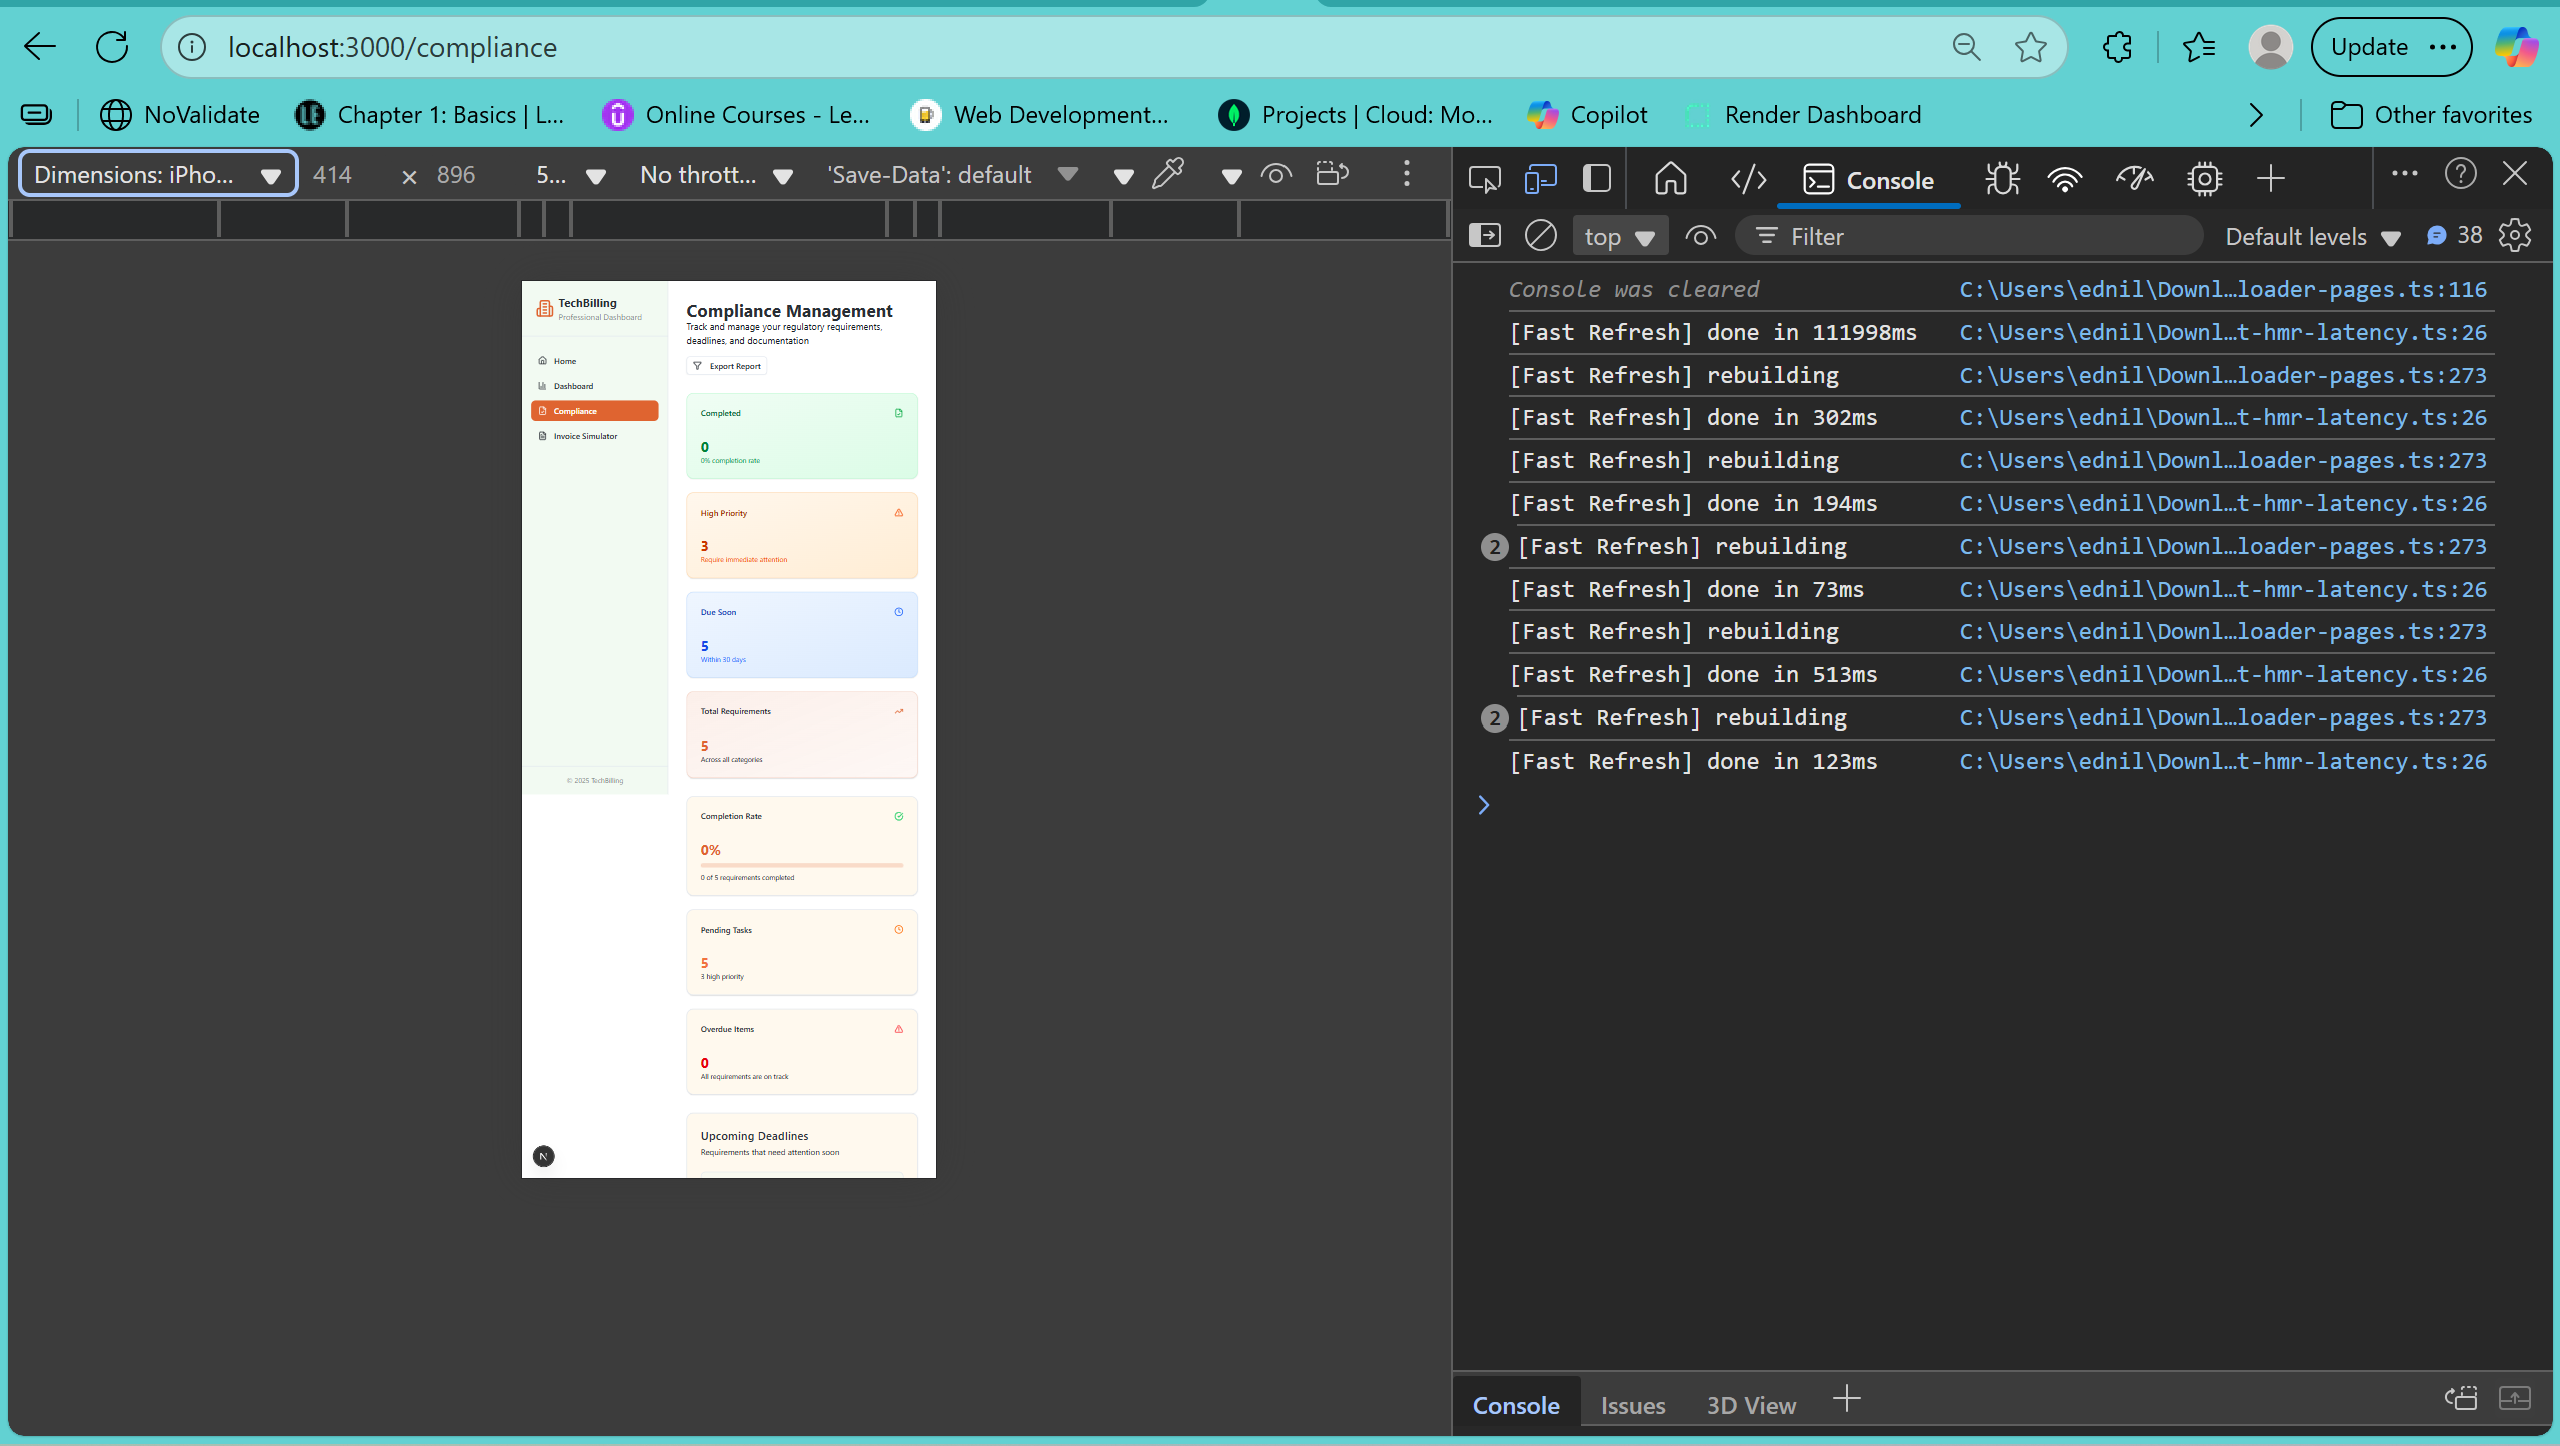 localhost:3000/compliance
Update
NoValidate
Chapter 1: Basics | L...
Online Courses - Le...
Web Development...
Projects | Cloud: Mo...
Copilot
Render Dashboard
Other favorites
Dimensions: iPho...
414
×
896
5...
No thrott...
'Save-Data': default
Console
top
Filter
Default levels
38
TechBilling
Professional Dashboard
Home
Dashboard
Compliance
Invoice Simulator
© 2025 TechBilling
N
Compliance Management
Track and manage your regulatory requirements,
deadlines, and documentation
Export Report
Completed
0
0% completion rate
High Priority
3
Require immediate attention
Due Soon
5
Within 30 days
Total Requirements
5
Across all categories
Completion Rate
0%
0 of 5 requirements completed
Pending Tasks
5
3 high priority
Overdue Items
0
All requirements are on track
Upcoming Deadlines
Requirements that need attention soon
Console was cleared C:\Users\ednil\Downl…loader-pages.ts:116
[Fast Refresh] done in 111998ms C:\Users\ednil\Downl…t-hmr-latency.ts:26
[Fast Refresh] rebuilding C:\Users\ednil\Downl…loader-pages.ts:273
[Fast Refresh] done in 302ms C:\Users\ednil\Downl…t-hmr-latency.ts:26
[Fast Refresh] rebuilding C:\Users\ednil\Downl…loader-pages.ts:273
[Fast Refresh] done in 194ms C:\Users\ednil\Downl…t-hmr-latency.ts:26
2 [Fast Refresh] rebuilding C:\Users\ednil\Downl…loader-pages.ts:273
[Fast Refresh] done in 73ms C:\Users\ednil\Downl…t-hmr-latency.ts:26
[Fast Refresh] rebuilding C:\Users\ednil\Downl…loader-pages.ts:273
[Fast Refresh] done in 513ms C:\Users\ednil\Downl…t-hmr-latency.ts:26
2 [Fast Refresh] rebuilding C:\Users\ednil\Downl…loader-pages.ts:273
[Fast Refresh] done in 123ms C:\Users\ednil\Downl…t-hmr-latency.ts:26
Console
Issues
3D View